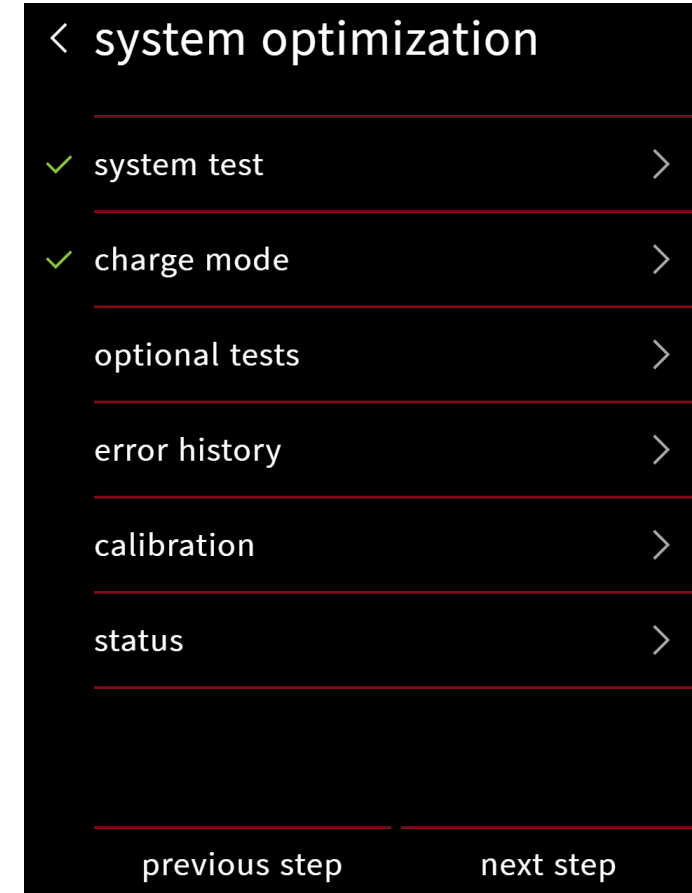 system optimization
system test
charge mode
optional tests
error history
calibration
status
previous step
next step